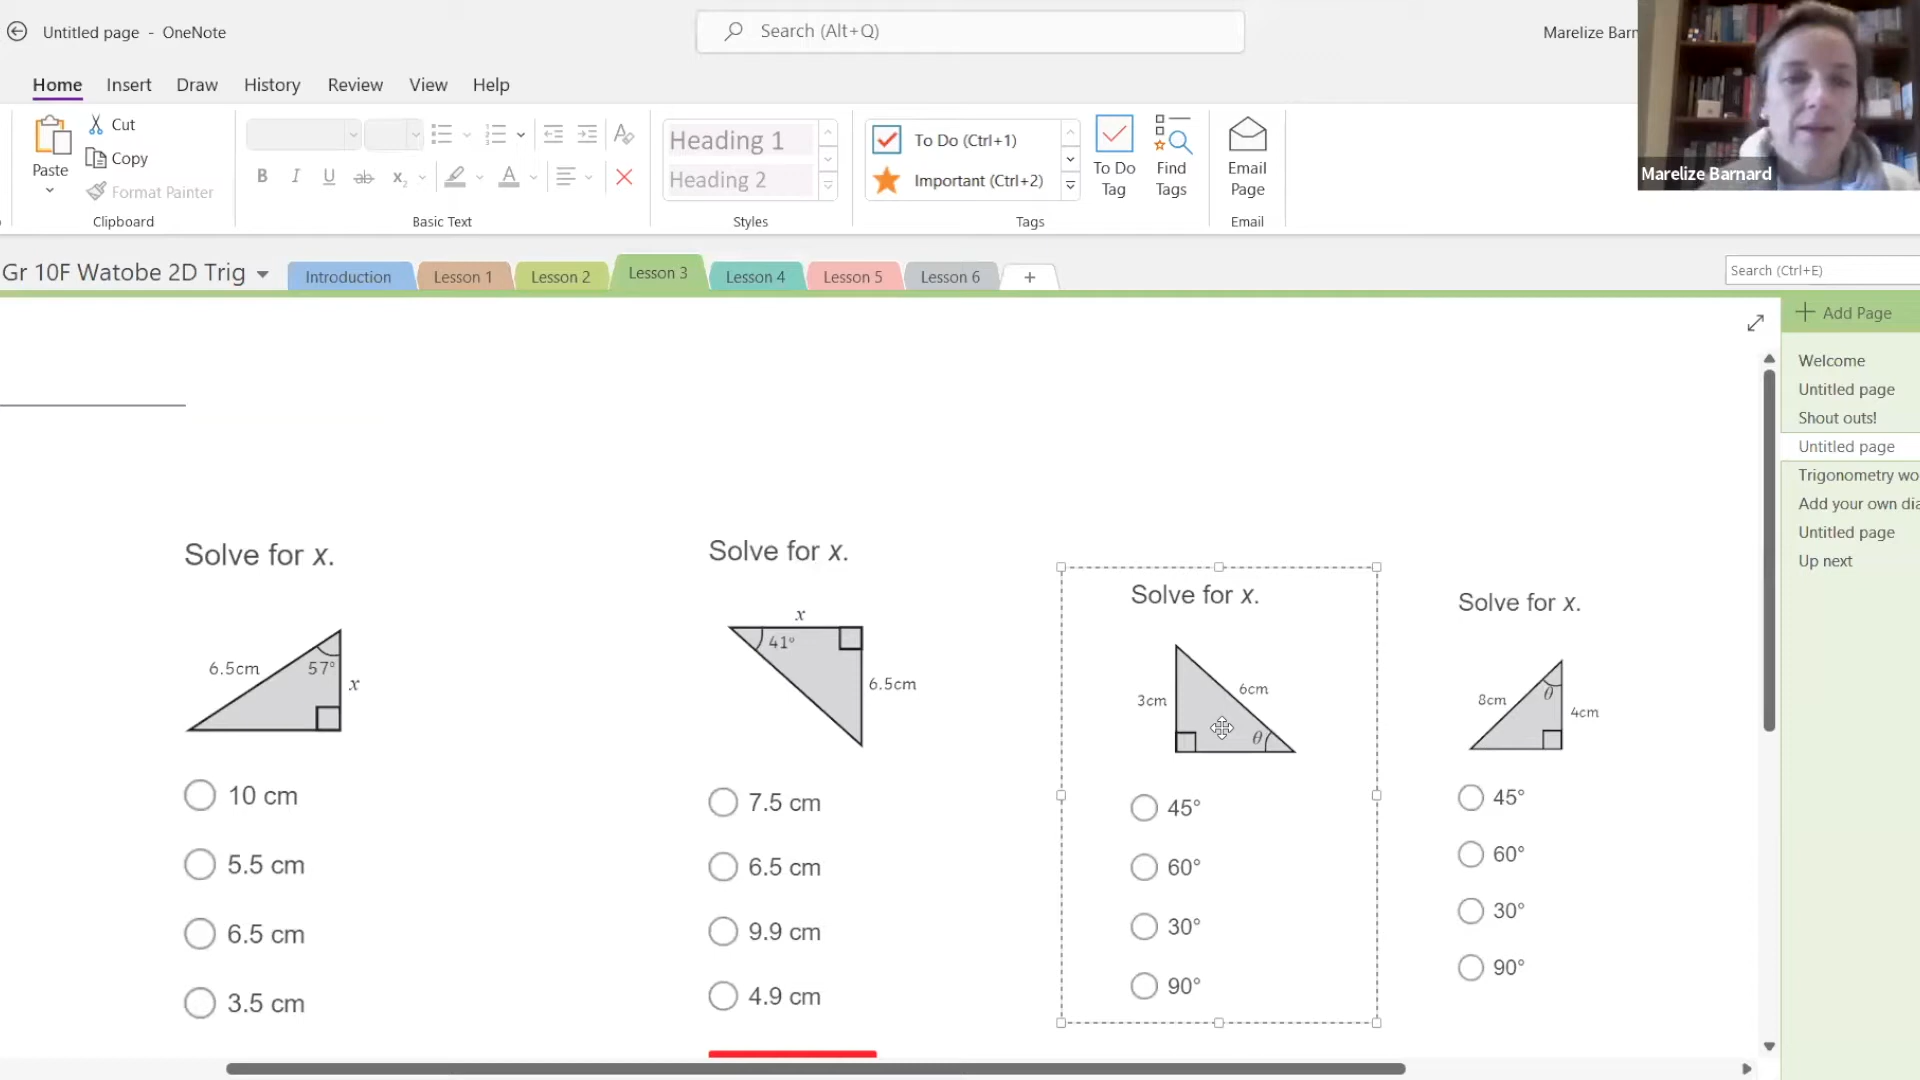 Untitled page - OneNote
Search (Alt+Q)
Marelize Barn
Marelize Barnard
Home Insert Draw History Review View Help
Paste
Cut
Copy
Format Painter
Clipboard
B I U ab x₂ A
Basic Text
Heading 1
Heading 2
Styles
To Do (Ctrl+1)
Important (Ctrl+2)
To Do Tag
Find Tags
Tags
Email Page
Email
Gr 10F Watobe 2D Trig
Introduction Lesson 1 Lesson 2 Lesson 3 Lesson 4 Lesson 5 Lesson 6 +
Search (Ctrl+E)
Add Page
Welcome
Untitled page
Shout outs!
Untitled page
Trigonometry wo
Add your own dia
Untitled page
Up next
Solve for x.
6.5cm
57°
x
10 cm
5.5 cm
6.5 cm
3.5 cm
Solve for x.
x
41°
6.5cm
7.5 cm
6.5 cm
9.9 cm
4.9 cm
Solve for x.
3cm
6cm
θ
45°
60°
30°
90°
Solve for x.
8cm
θ
4cm
45°
60°
30°
90°